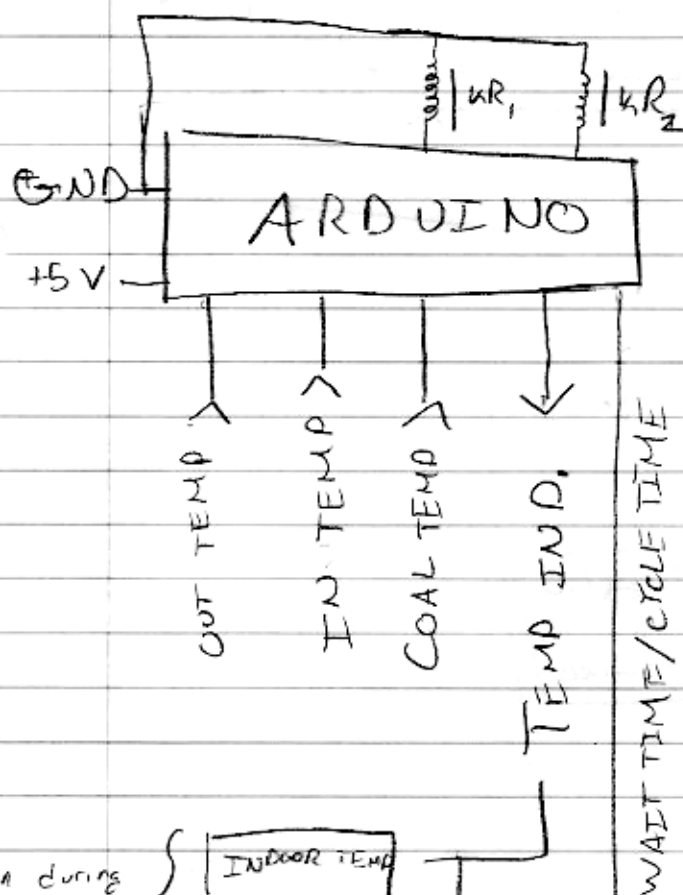 KR1
KR2
GND
ARDUINO
+5V
OUT TEMP
IN TEMP
COAL TEMP
TEMP IND.
WAIT TIME/CYCLE TIME
INDOOR TEMP
during